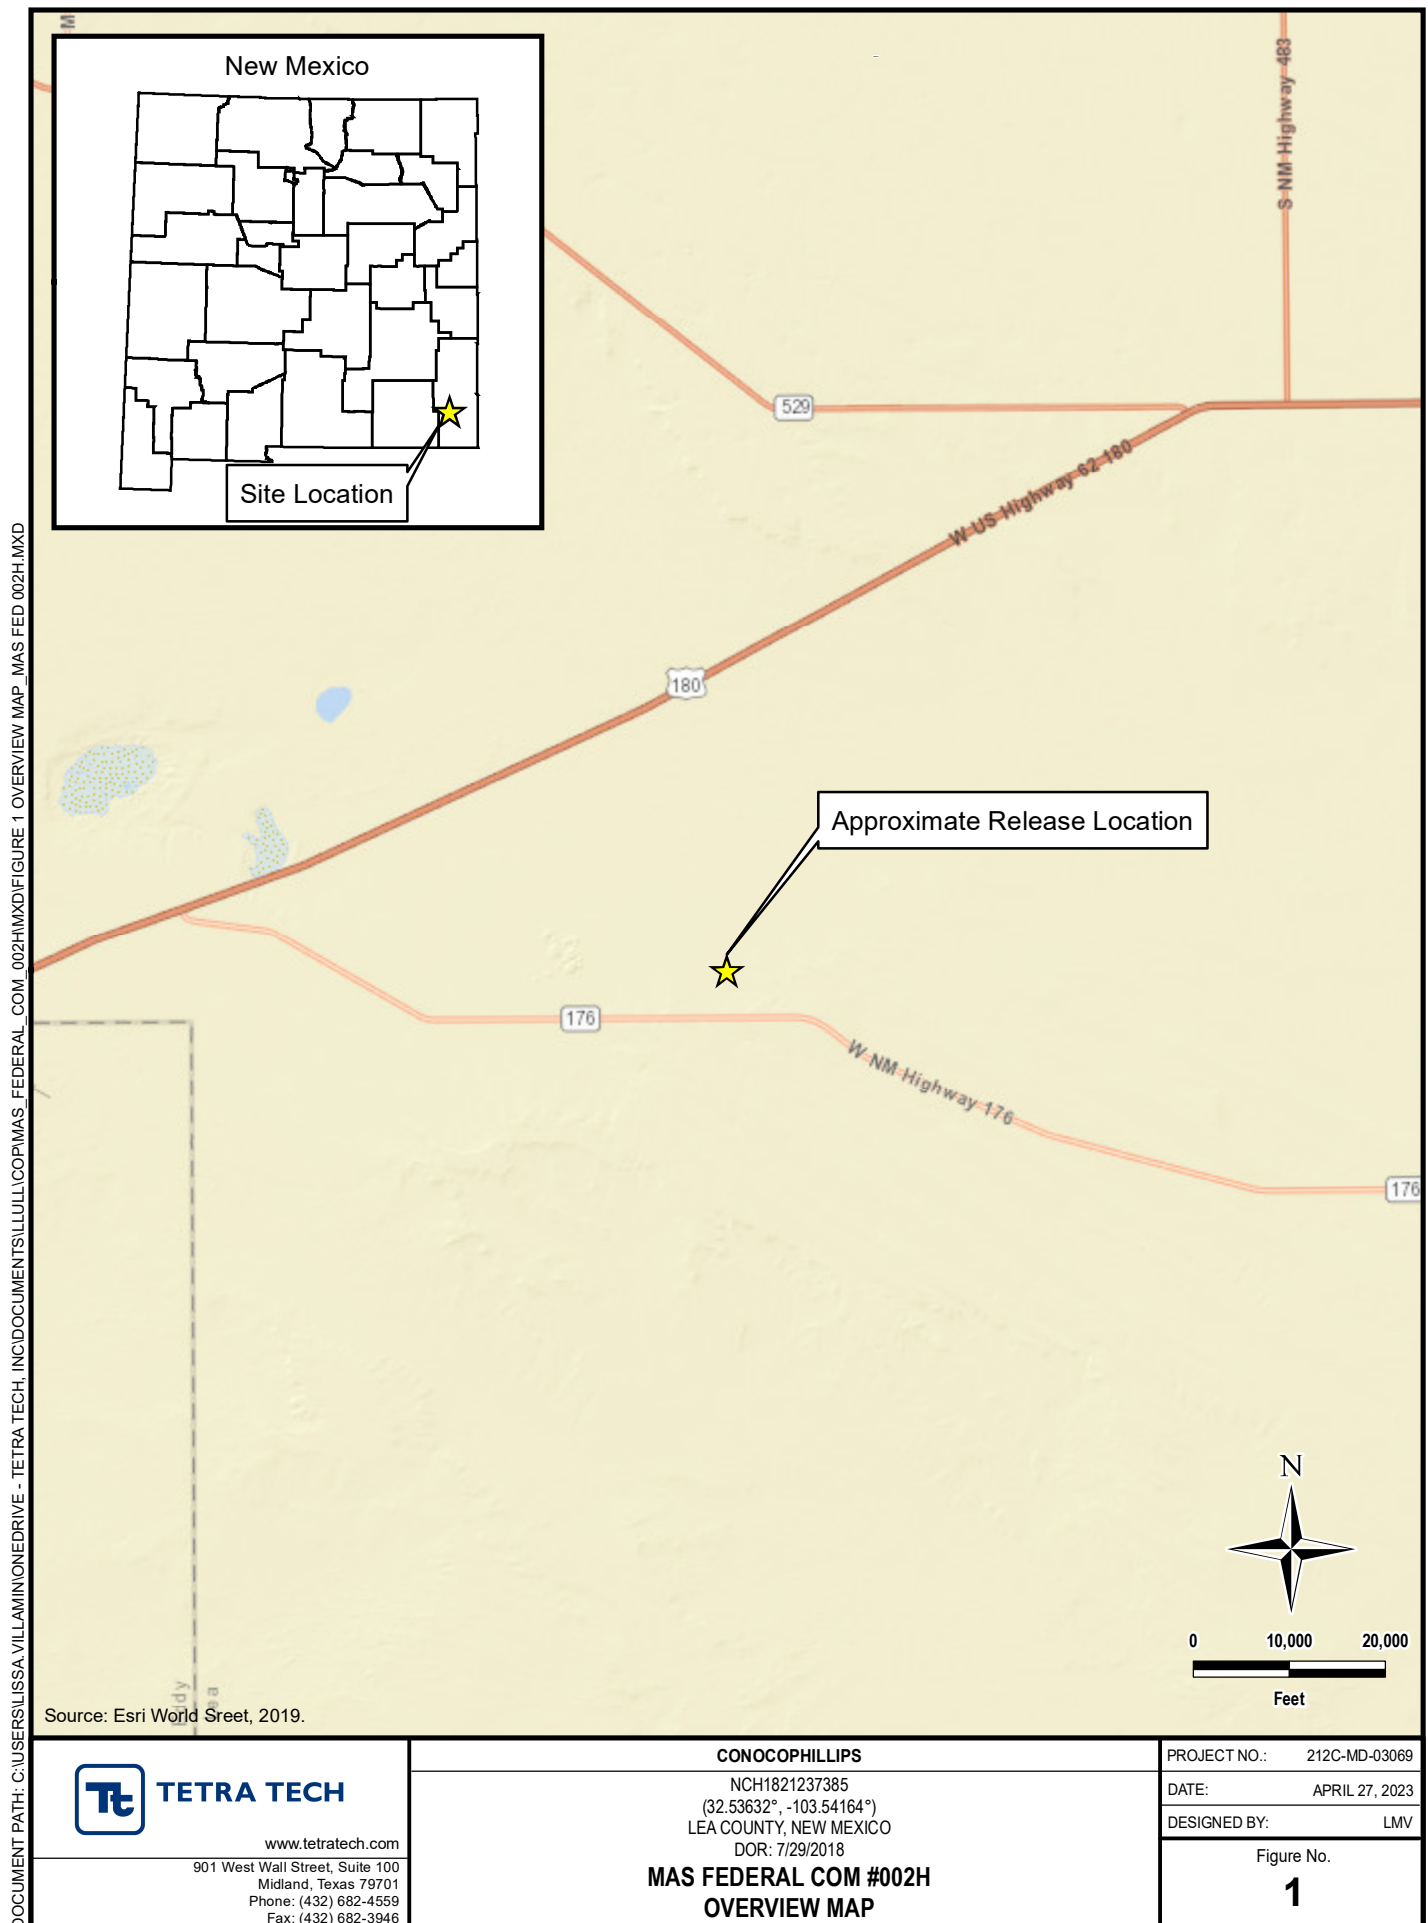 M
New Mexico
Site Location
S NM Highway 483
529
W US Highway 62 180
180
Approximate Release Location
176
W NM Highway 176
176
N
0 10,000 20,000
Feet
Eddy
Lea
Source: Esri World Sreet, 2019.
DOCUMENT PATH: C:\USERS\LISSA.VILLAMIN\ONEDRIVE - TETRA TECH, INC\DOCUMENTS\LLULL\COP\MAS_FEDERAL_COM_002H\MXD\FIGURE 1 OVERVIEW MAP_MAS FED 002H.MXD
Tt TETRA TECH
www.tetratech.com
901 West Wall Street, Suite 100
Midland, Texas 79701
Phone: (432) 682-4559
Fax: (432) 682-3946
CONOCOPHILLIPS
NCH1821237385
(32.53632°, -103.54164°)
LEA COUNTY, NEW MEXICO
DOR: 7/29/2018
MAS FEDERAL COM #002H
OVERVIEW MAP
PROJECT NO.: 212C-MD-03069
DATE: APRIL 27, 2023
DESIGNED BY: LMV
Figure No.
1